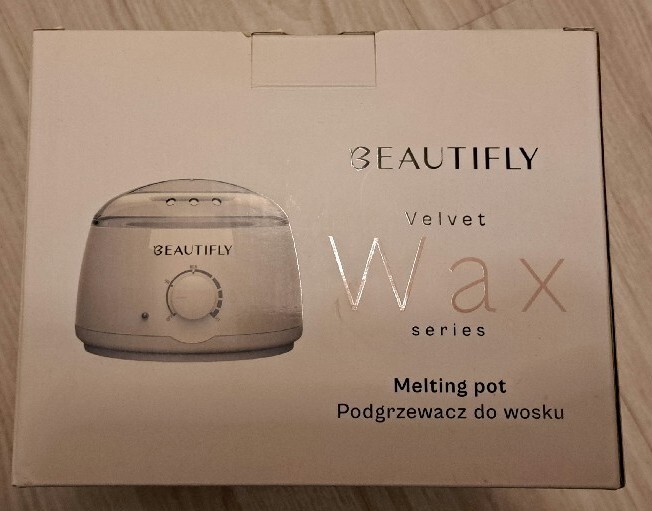 BEAUTIFLY
Velvet
Wax
series
BEAUTIFLY
Melting pot
Podgrzewacz do wosku